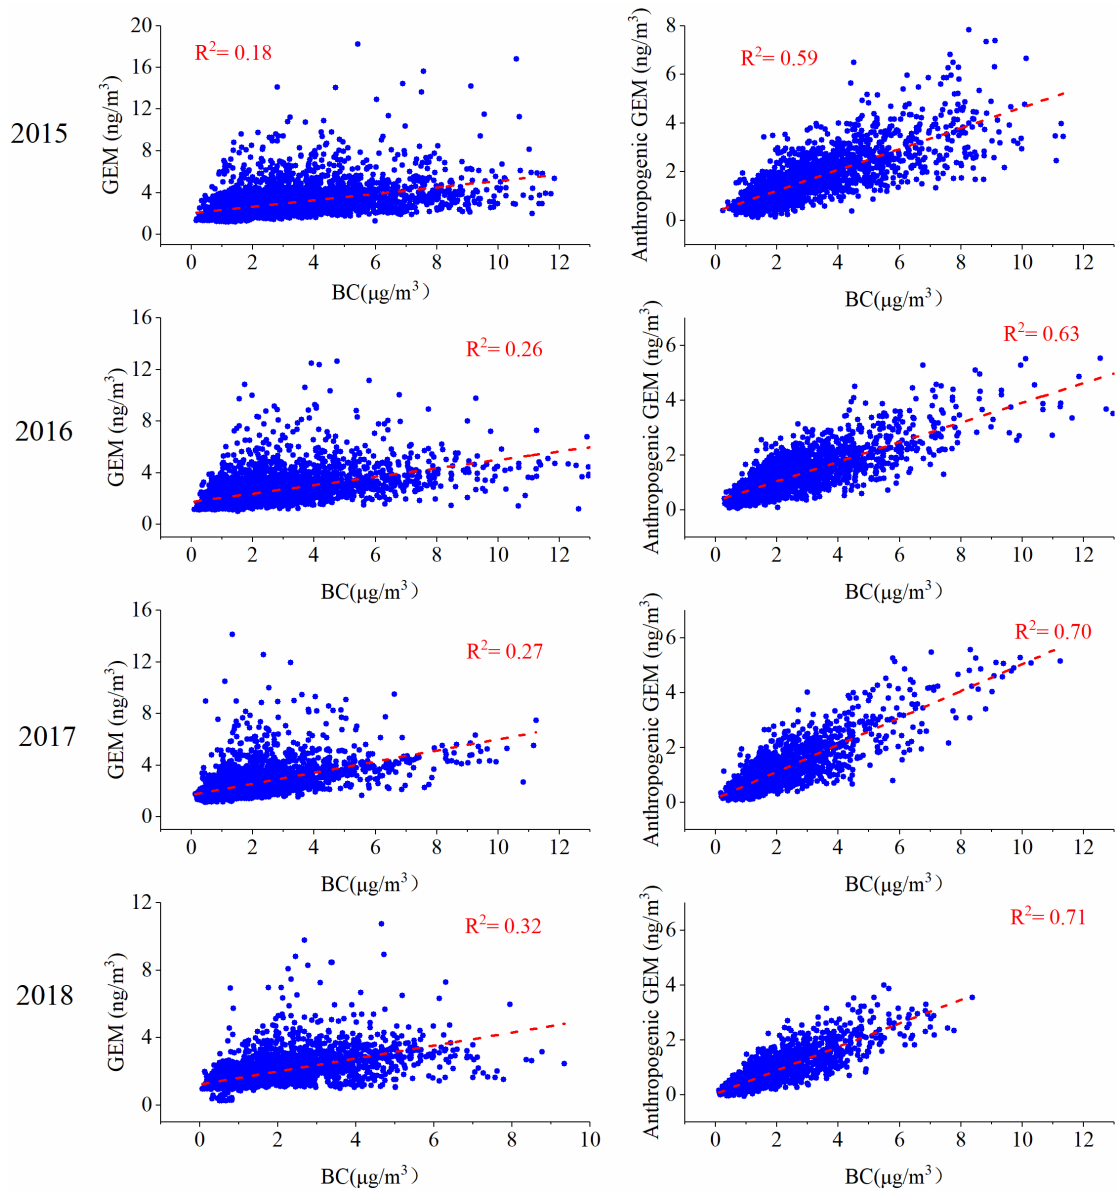 2015
GEM (ng/m³)
20
16
12
8
4
0
R²= 0.18
0 2 4 6 8 10 12
BC(μg/m³）
Anthropogenic GEM (ng/m³)
8
6
4
2
0
R²= 0.59
0 2 4 6 8 10 12
BC(μg/m³）
2016
GEM (ng/m³)
16
12
8
4
0
R²= 0.26
0 2 4 6 8 10 12
BC(μg/m³）
Anthropogenic GEM (ng/m³)
6
4
2
0
R²= 0.63
0 2 4 6 8 10 12
BC(μg/m³）
2017
GEM (ng/m³)
16
12
8
4
0
R²= 0.27
0 2 4 6 8 10 12
BC(μg/m³）
Anthropogenic GEM (ng/m³)
6
4
2
0
R²= 0.70
0 2 4 6 8 10 12
BC(μg/m³）
2018
GEM (ng/m³)
12
8
4
0
R²= 0.32
0 2 4 6 8 10
BC(μg/m³）
Anthropogenic GEM (ng/m³)
6
4
2
0
R²= 0.71
0 2 4 6 8 10 12
BC(μg/m³）